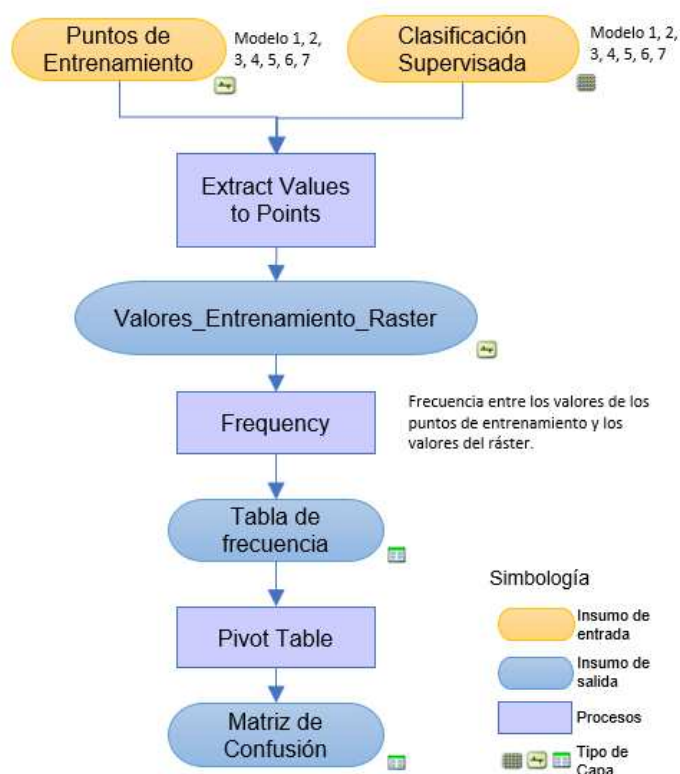 Puntos de
Entrenamiento
Modelo 1, 2,
3, 4, 5, 6, 7
Clasificación
Supervisada
Modelo 1, 2,
3, 4, 5, 6, 7
Extract Values
to Points
Valores_Entrenamiento_Raster
Frequency
Frecuencia entre los valores de los
puntos de entrenamiento y los
valores del ráster.
Tabla de
frecuencia
Pivot Table
Matriz de
Confusión
Simbología
Insumo de
entrada
Insumo de
salida
Procesos
Tipo de
Capa